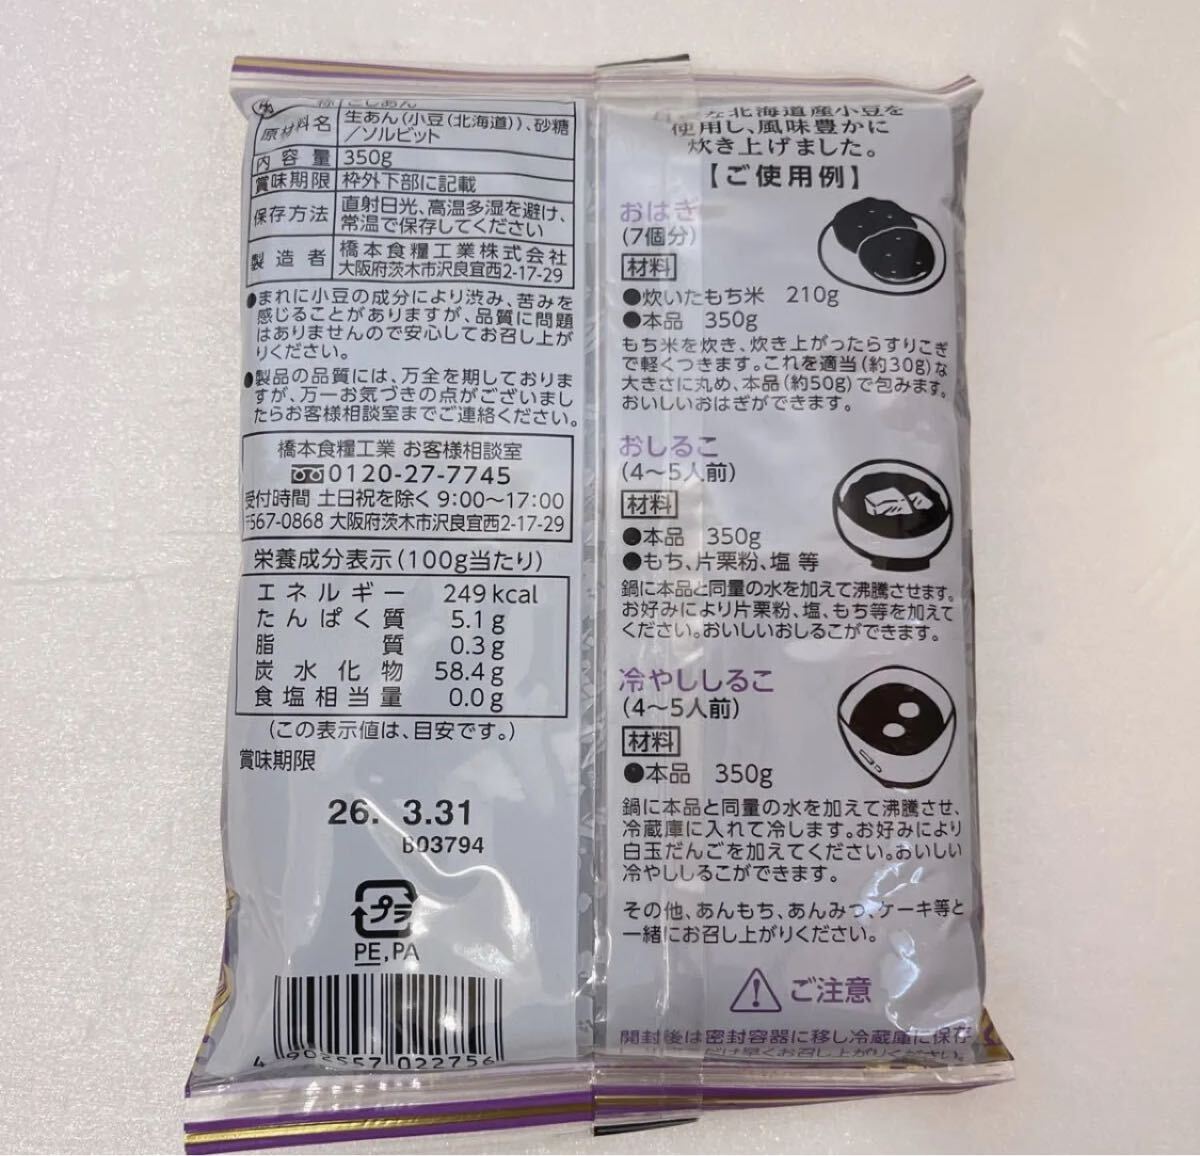 名 称 こしあん
原材料名 生あん(小豆(北海道))、砂糖
/ソルビット
内容量 350g
賞味期限 枠外下部に記載
保存方法 直射日光、高温多湿を避け、
常温で保存してください
製造者 橋本食糧工業株式会社
大阪府茨木市沢良宜西2-17-29
●まれに小豆の成分により渋み、苦みを
感じることがありますが、品質に問題
はありませんので安心してお召し上が
りください。
●製品の品質には、万全を期しておりま
すが、万一お気づきの点がございまし
たらお客様相談室までご連絡ください。
橋本食糧工業 お客様相談室
0120-27-7745
受付時間 土日祝を除く 9:00〜17:00
〒567-0868 大阪府茨木市沢良宜西2-17-29
栄養成分表示(100g当たり)
エネルギー 249kcal
たんぱく質 5.1g
脂質 0.3g
炭水化物 58.4g
食塩相当量 0.0g
(この表示値は、目安です。)
賞味期限
26. 3.31
B03794
プラ
PE,PA
4 902557 022756
な北海道産小豆を
使用し、風味豊かに
炊き上げました。
【ご使用例】
おはぎ
(7個分)
材料
●炊いたもち米 210g
●本品 350g
もち米を炊き、炊き上がったらすりこぎ
で軽くつきます。これを適当(約30g)な
大きさに丸め、本品(約50g)で包みます。
おいしいおはぎができます。
おしるこ
(4〜5人前)
材料
●本品 350g
●もち、片栗粉、塩 等
鍋に本品と同量の水を加えて沸騰させます。
お好みにより片栗粉、塩、もち等を加えて
ください。おいしいおしるこができます。
冷やししるこ
(4〜5人前)
材料
●本品 350g
鍋に本品と同量の水を加えて沸騰させ、
冷蔵庫に入れて冷します。お好みにより
白玉だんごを加えてください。おいしい
冷やししるこができます。
その他、あんもち、あんみつ、ケーキ等と
一緒にお召し上がりください。
ご注意
開封後は密封容器に移し冷蔵庫に保存
だけ早くお召し上がりください。